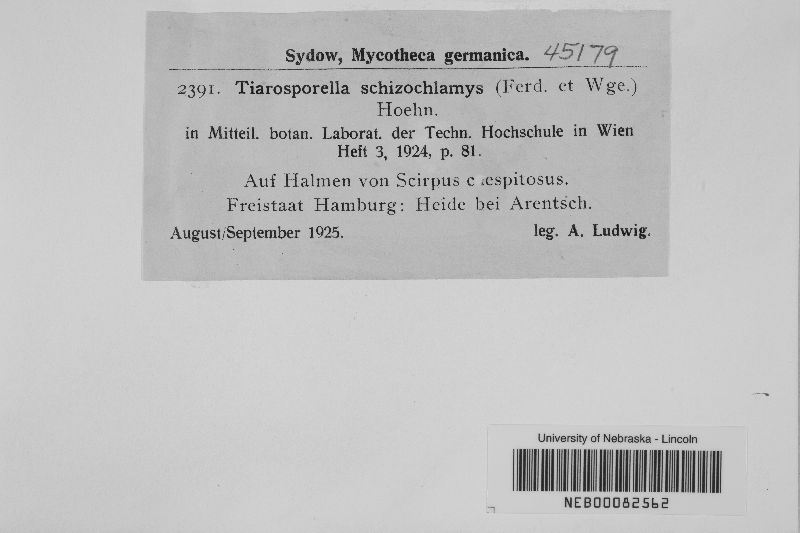 Sydow, Mycotheca germanica. 45179
2391. Tiarosporella schizochlamys (Ferd. et Wge.)
Hoehn.
in Mitteil. botan. Laborat. der Techn. Hochschule in Wien
Heft 3, 1924, p. 81.
Auf Halmen von Scirpus cæspitosus.
Freistaat Hamburg: Heide bei Arentsch.
August/September 1925. leg. A. Ludwig.
University of Nebraska - Lincoln
NEB00082562